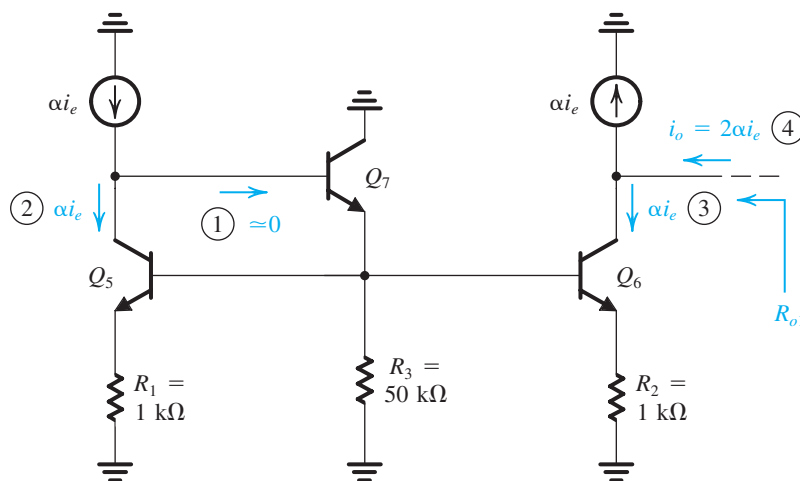 αi_e
αi_e
i_o = 2αi_e ④
Q_7
② αi_e
① ≃0
αi_e ③
Q_5
Q_6
R_o
R_1 =
1 kΩ
R_3 =
50 kΩ
R_2 =
1 kΩ